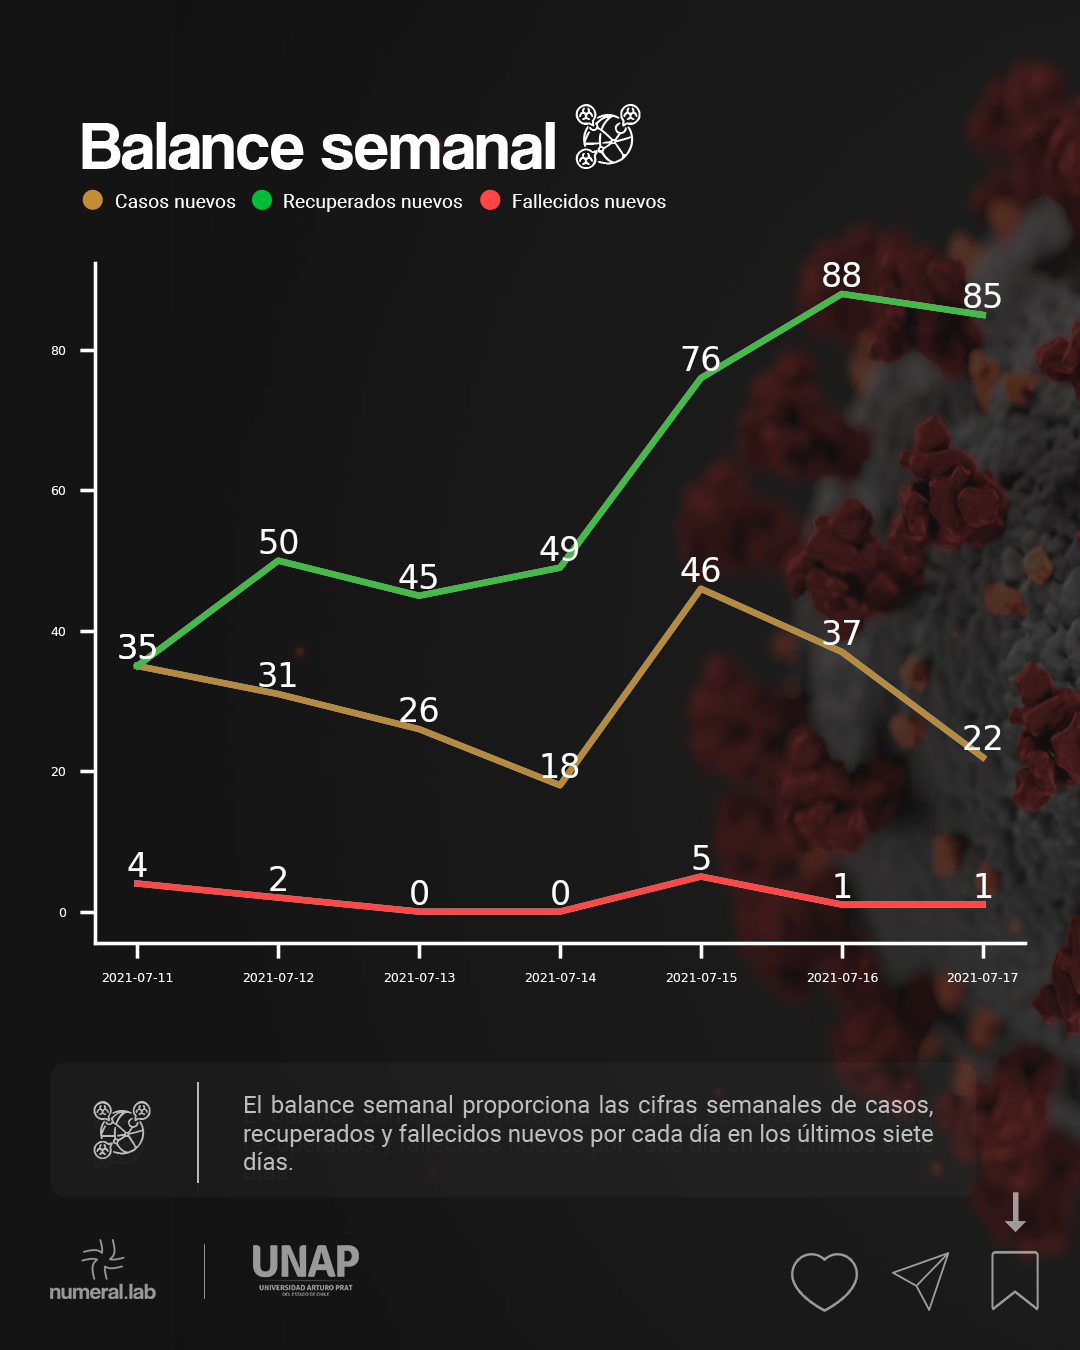 Balance semanal
Casos nuevos Recuperados nuevos Fallecidos nuevos
88
85
80
76
60
50
49
45
46
40
35
37
31
26
22
20
18
4
2
0
0
5
1
1
0
2021-07-11 2021-07-12 2021-07-13 2021-07-14 2021-07-15 2021-07-16 2021-07-17
El balance semanal proporciona las cifras semanales de casos,
recuperados y fallecidos nuevos por cada día en los últimos siete
días.
numeral.lab
UNAP
UNIVERSIDAD ARTURO PRAT
DEL ESTADO DE CHILE